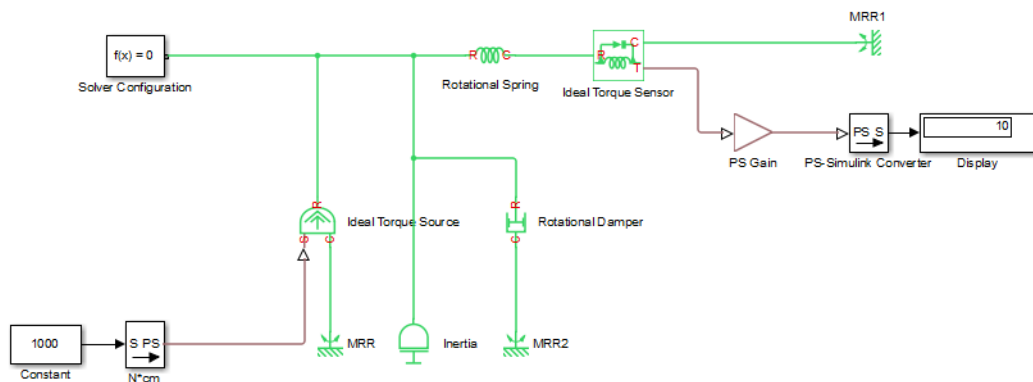 MRR1
f(x) = 0
R C
R C T
Solver Configuration
Rotational Spring
Ideal Torque Sensor
PS S
10
PS Gain
PS-Simulink Converter
Display
R
Ideal Torque Source
S C
R
Rotational Damper
C
1000
S PS
MRR
Inertia
MRR2
Constant
N*cm